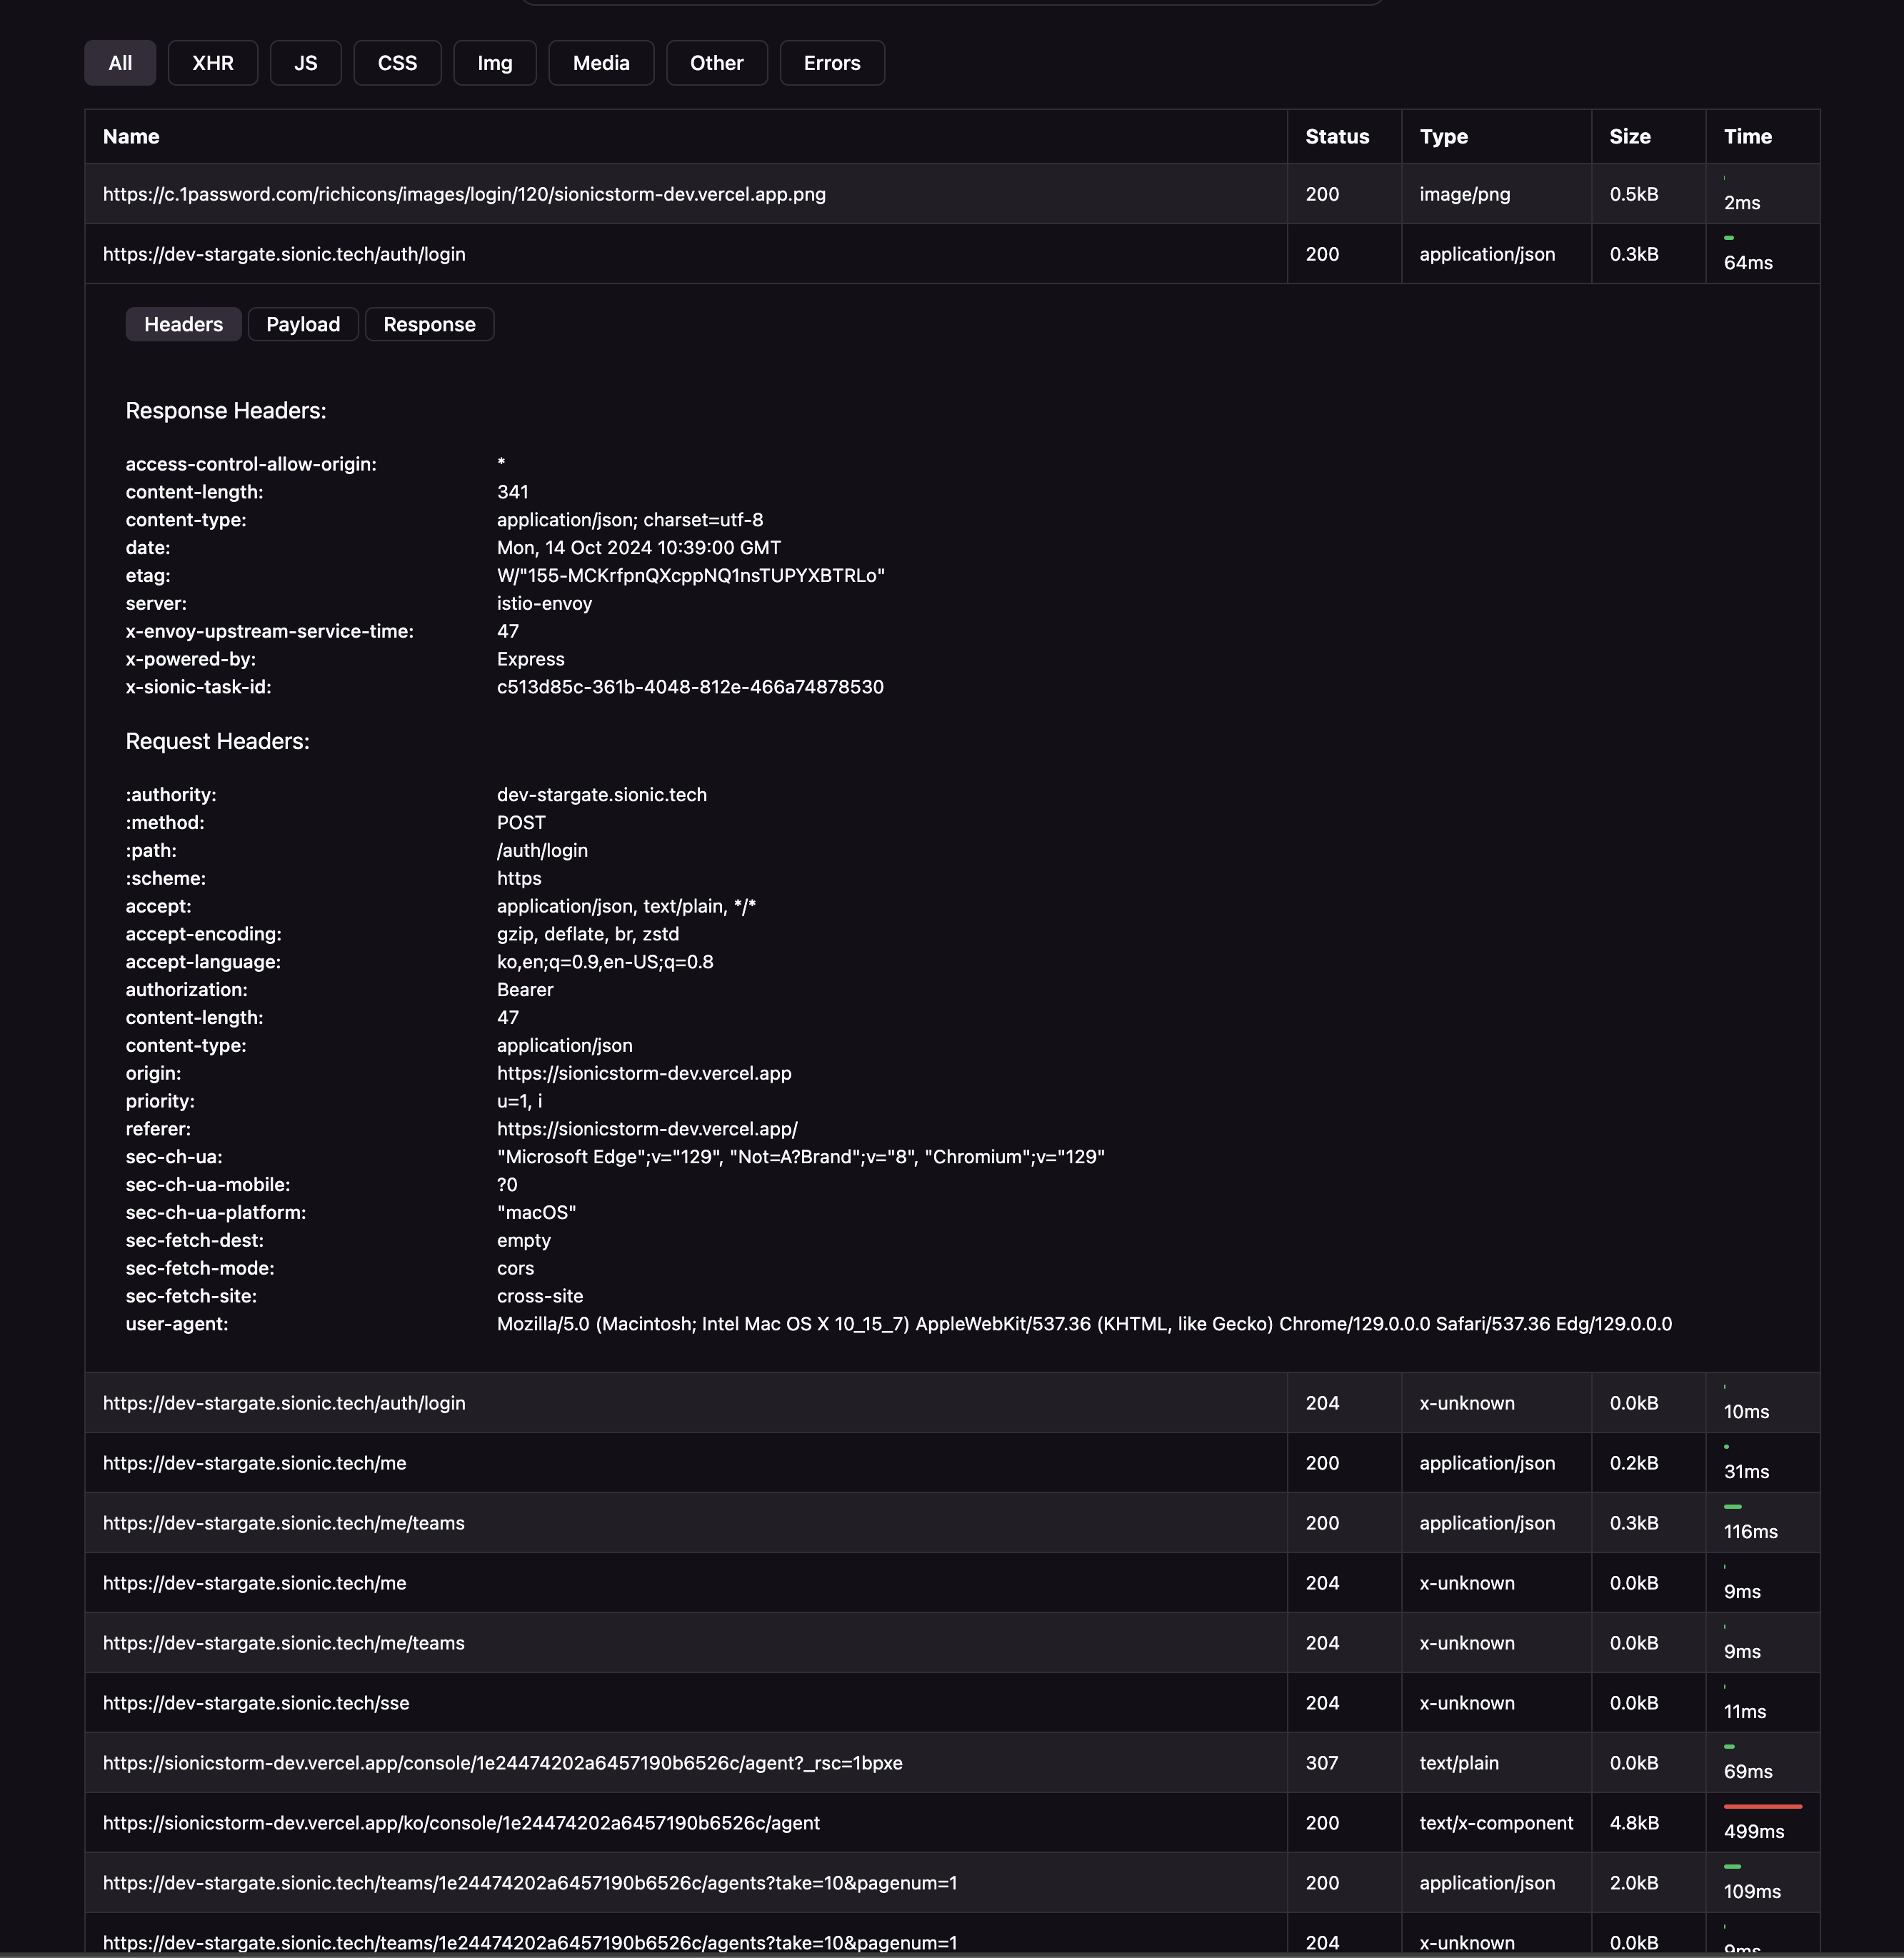 All XHR JS CSS Img Media Other Errors
Name Status Type Size Time
https://c.1password.com/richicons/images/login/120/sionicstorm-dev.vercel.app.png 200 image/png 0.5kB 2ms
https://dev-stargate.sionic.tech/auth/login 200 application/json 0.3kB 64ms
Headers Payload Response
Response Headers:
access-control-allow-origin: *
content-length: 341
content-type: application/json; charset=utf-8
date: Mon, 14 Oct 2024 10:39:00 GMT
etag: W/"155-MCKrfpnQXcppNQ1nsTUPYXBTRLo"
server: istio-envoy
x-envoy-upstream-service-time: 47
x-powered-by: Express
x-sionic-task-id: c513d85c-361b-4048-812e-466a74878530
Request Headers:
:authority: dev-stargate.sionic.tech
:method: POST
:path: /auth/login
:scheme: https
accept: application/json, text/plain, */*
accept-encoding: gzip, deflate, br, zstd
accept-language: ko,en;q=0.9,en-US;q=0.8
authorization: Bearer
content-length: 47
content-type: application/json
origin: https://sionicstorm-dev.vercel.app
priority: u=1, i
referer: https://sionicstorm-dev.vercel.app/
sec-ch-ua: "Microsoft Edge";v="129", "Not=A?Brand";v="8", "Chromium";v="129"
sec-ch-ua-mobile: ?0
sec-ch-ua-platform: "macOS"
sec-fetch-dest: empty
sec-fetch-mode: cors
sec-fetch-site: cross-site
user-agent: Mozilla/5.0 (Macintosh; Intel Mac OS X 10_15_7) AppleWebKit/537.36 (KHTML, like Gecko) Chrome/129.0.0.0 Safari/537.36 Edg/129.0.0.0
https://dev-stargate.sionic.tech/auth/login 204 x-unknown 0.0kB 10ms
https://dev-stargate.sionic.tech/me 200 application/json 0.2kB 31ms
https://dev-stargate.sionic.tech/me/teams 200 application/json 0.3kB 116ms
https://dev-stargate.sionic.tech/me 204 x-unknown 0.0kB 9ms
https://dev-stargate.sionic.tech/me/teams 204 x-unknown 0.0kB 9ms
https://dev-stargate.sionic.tech/sse 204 x-unknown 0.0kB 11ms
https://sionicstorm-dev.vercel.app/console/1e24474202a6457190b6526c/agent?_rsc=1bpxe 307 text/plain 0.0kB 69ms
https://sionicstorm-dev.vercel.app/ko/console/1e24474202a6457190b6526c/agent 200 text/x-component 4.8kB 499ms
https://dev-stargate.sionic.tech/teams/1e24474202a6457190b6526c/agents?take=10&pagenum=1 200 application/json 2.0kB 109ms
https://dev-stargate.sionic.tech/teams/1e24474202a6457190b6526c/agents?take=10&pagenum=1 204 x-unknown 0.0kB